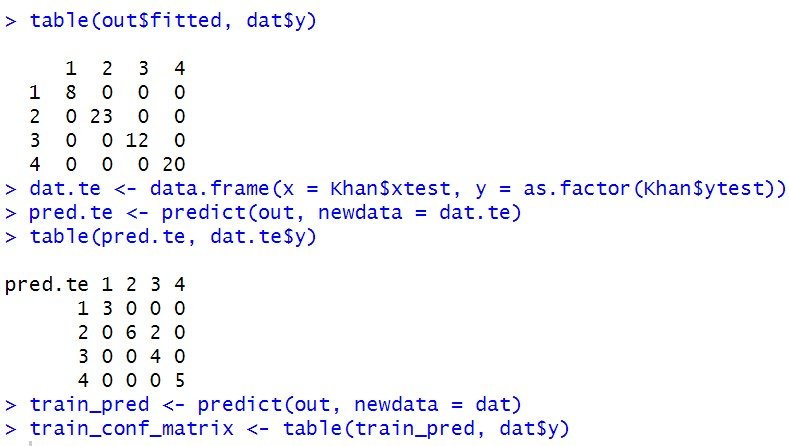 > table(out$fitted, dat$y)
1 2 3 4
1 8 0 0 0
2 0 23 0 0
3 0 0 12 0
4 0 0 0 20
> dat.te <- data.frame(x = Khan$xtest, y = as.factor(Khan$ytest))
> pred.te <- predict(out, newdata = dat.te)
> table(pred.te, dat.te$y)
pred.te 1 2 3 4
1 3 0 0 0
2 0 6 2 0
3 0 0 4 0
4 0 0 0 5
> train_pred <- predict(out, newdata = dat)
> train_conf_matrix <- table(train_pred, dat$y)